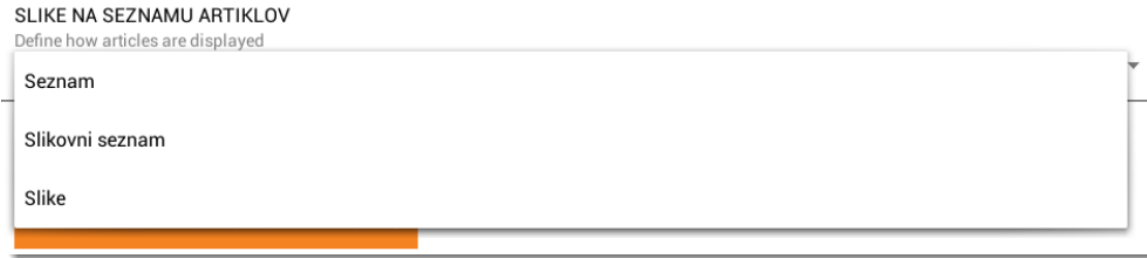 SLIKE NA SEZNAMU ARTIKLOV
Define how articles are displayed
Seznam
Slikovni seznam
Slike